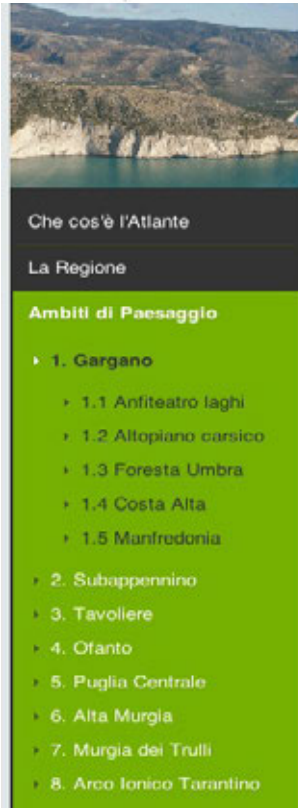 Che cos'è l'Atlante
La Regione
Ambiti di Paesaggio
1. Gargano
1.1 Anfiteatro laghi
1.2 Altopiano carsico
1.3 Foresta Umbra
1.4 Costa Alta
1.5 Manfredonia
2. Subappennino
3. Tavoliere
4. Ofanto
5. Puglia Centrale
6. Alta Murgia
7. Murgia dei Trulli
8. Arco Ionico Tarantino